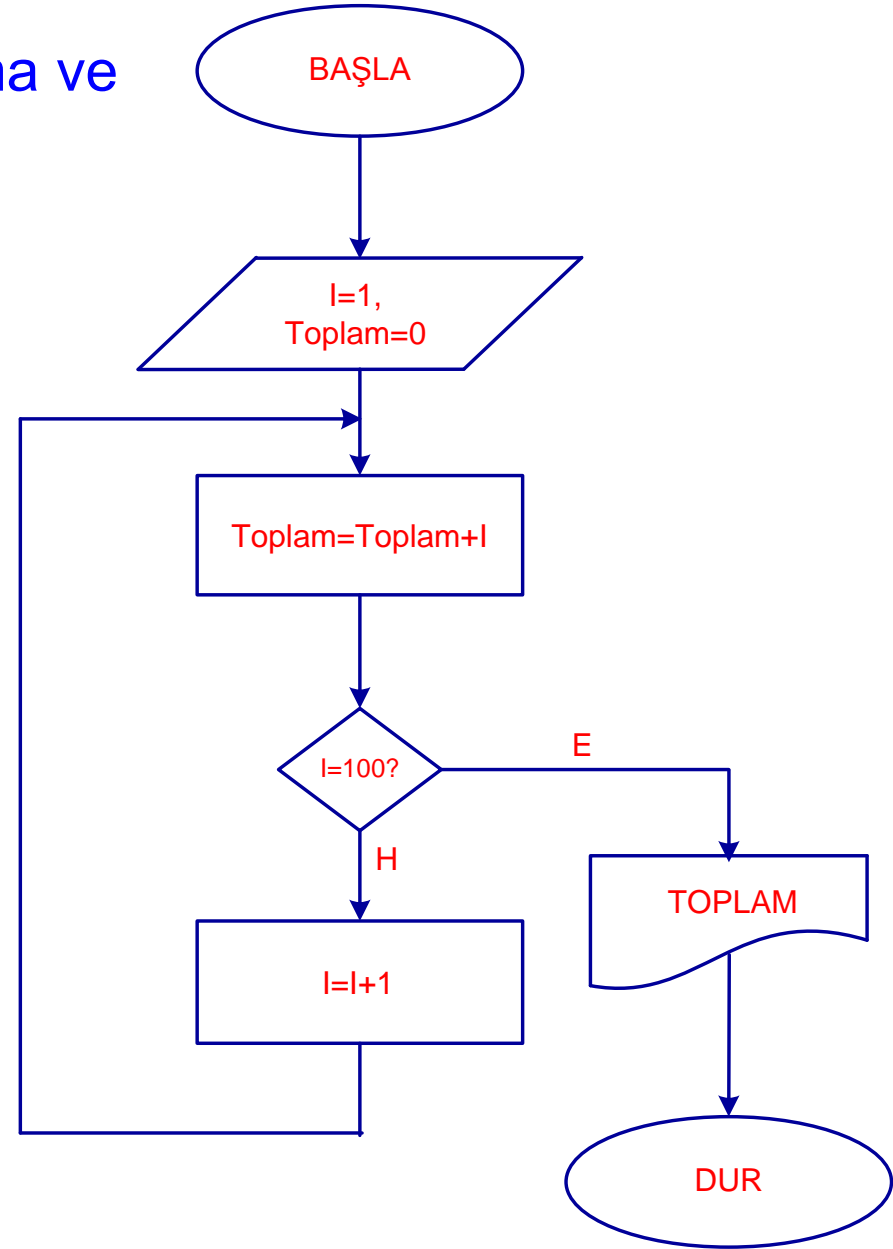 ve
BAŞLA
I=1,
Toplam=0
Toplam=Toplam+I
I=100?
E
H
TOPLAM
I=I+1
DUR